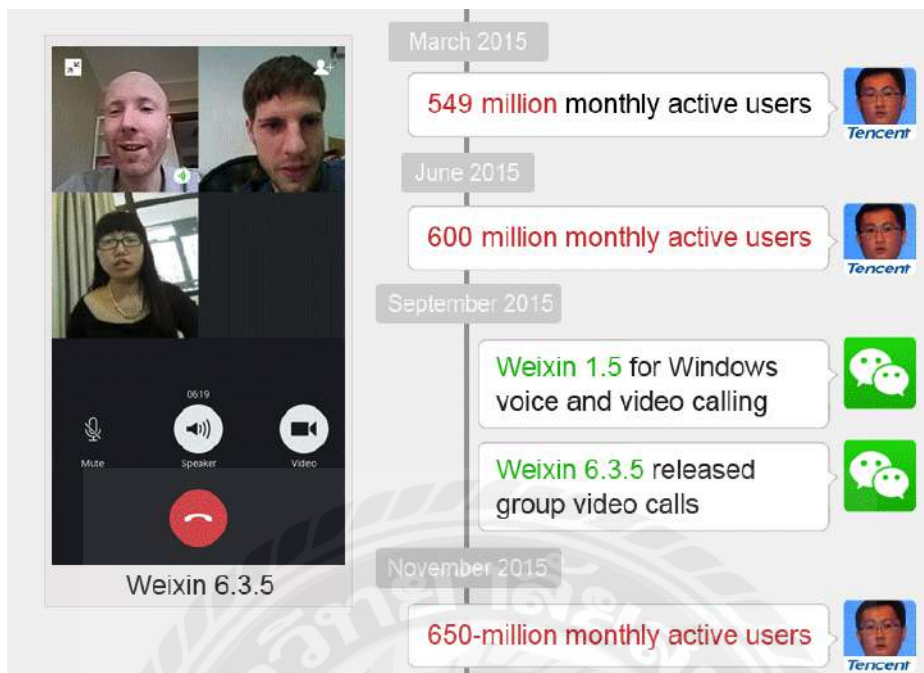 06:19
Mute
Speaker
Video
Weixin 6.3.5
March 2015
549 million monthly active users
Tencent
June 2015
600 million monthly active users
Tencent
September 2015
Weixin 1.5 for Windows
voice and video calling
Weixin 6.3.5 released
group video calls
November 2015
650-million monthly active users
Tencent